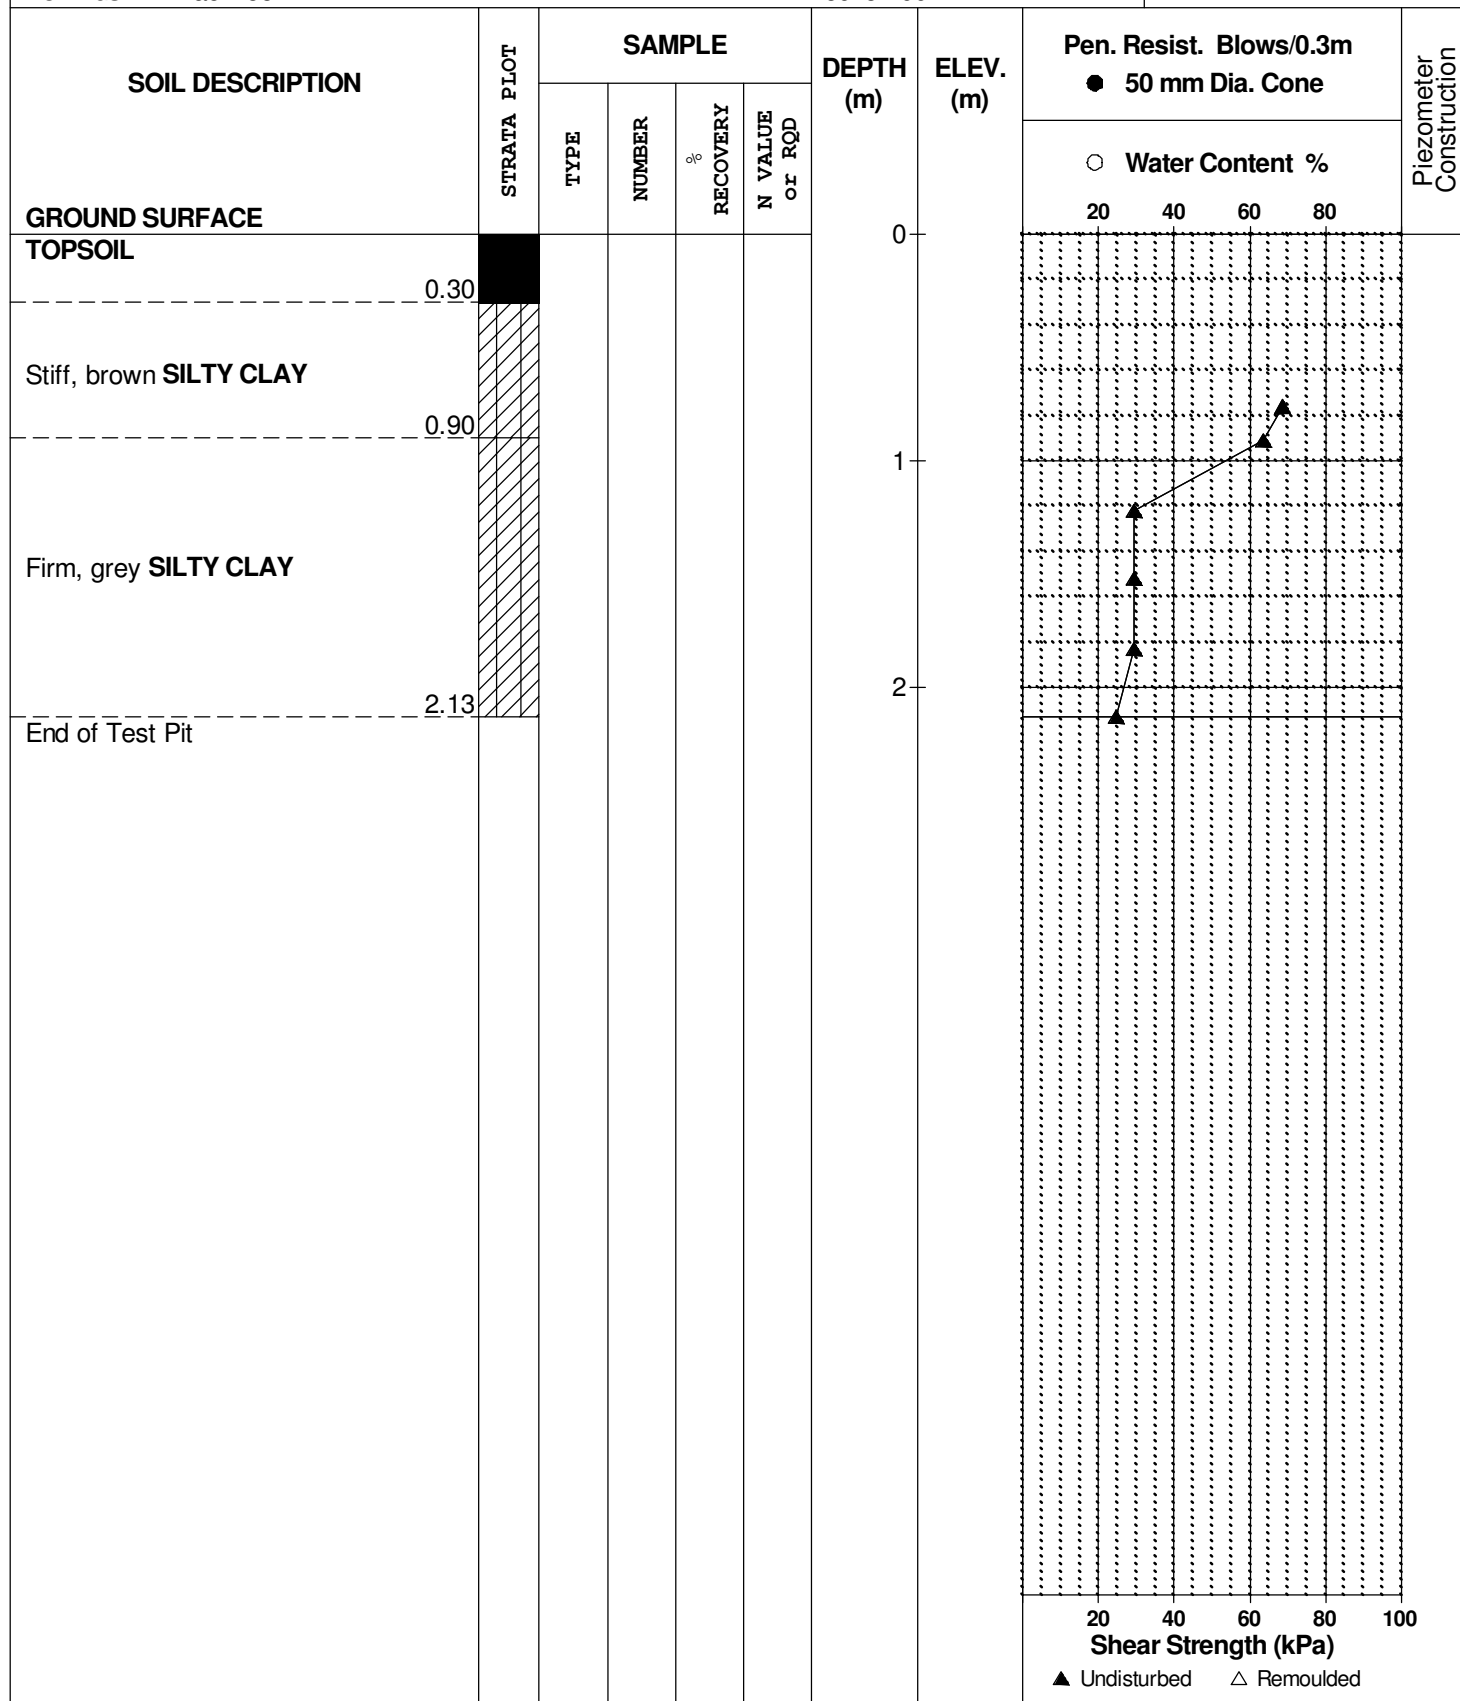 SOIL DESCRIPTION
STRATA PLOT
SAMPLE
TYPE
NUMBER
%
RECOVERY
N VALUE
or RQD
DEPTH
(m)
ELEV.
(m)
Pen. Resist. Blows/0.3m
● 50 mm Dia. Cone
○ Water Content %
20 40 60 80
Piezometer
Construction
GROUND SURFACE
TOPSOIL
0
0.30
Stiff, brown SILTY CLAY
0.90
1
Firm, grey SILTY CLAY
2
2.13
End of Test Pit
20 40 60 80 100
Shear Strength (kPa)
▲ Undisturbed △ Remoulded